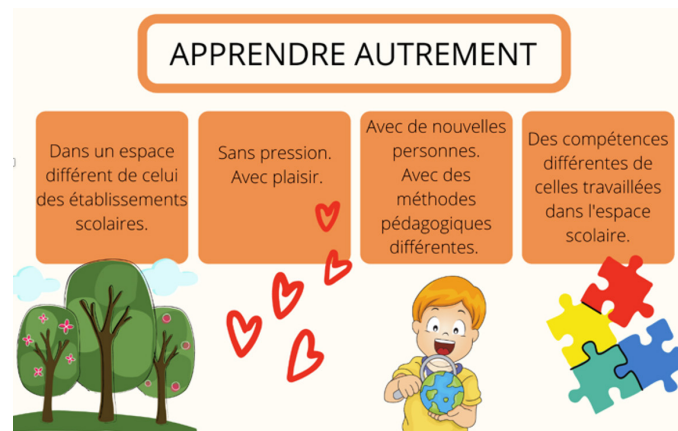 APPRENDRE AUTREMENT
Dans un espace
différent de celui
des établissements
scolaires.
Sans pression.
Avec plaisir.
Avec de nouvelles
personnes.
Avec des
méthodes
pédagogiques
différentes.
Des compétences
différentes de
celles travaillées
dans l'espace
scolaire.